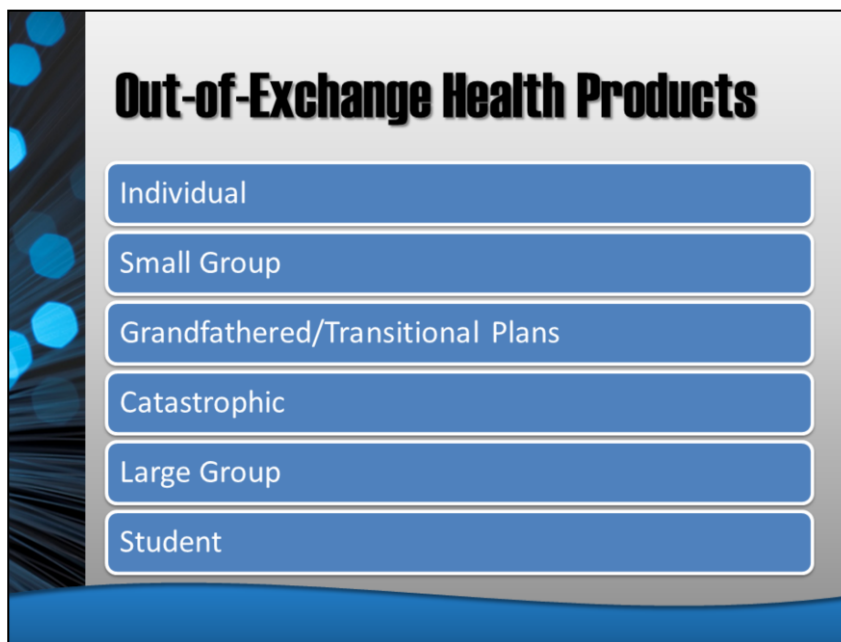 Out-of-Exchange Health Products
Individual
Small Group
Grandfathered/Transitional Plans
Catastrophic
Large Group
Student